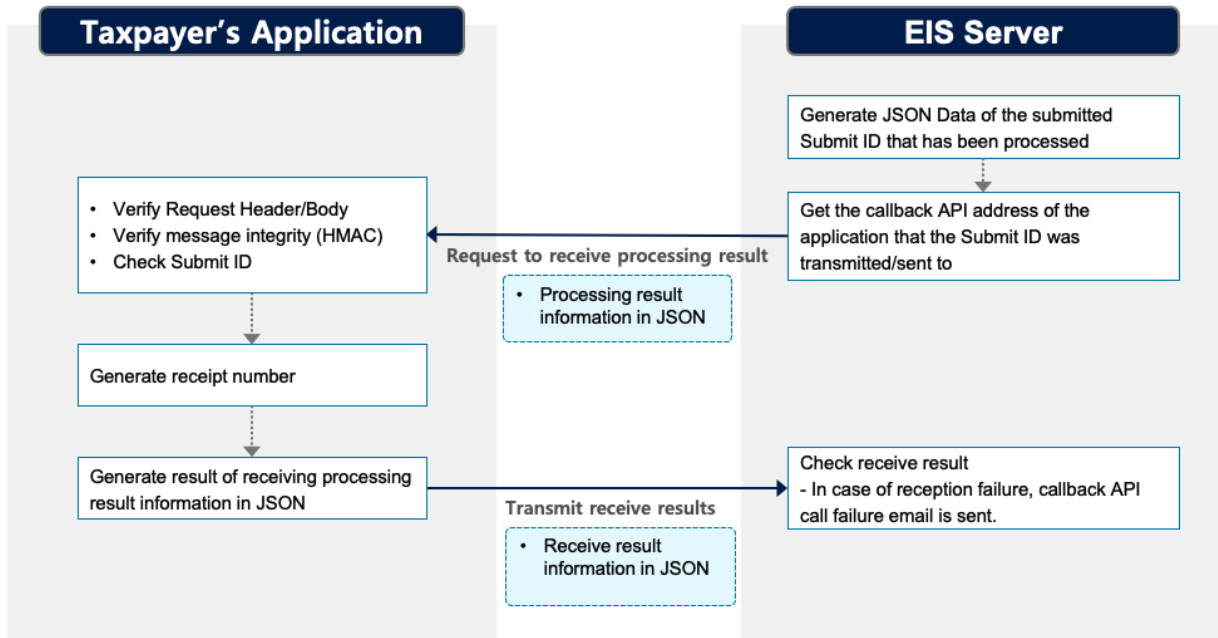 Taxpayer's Application
EIS Server
Generate JSON Data of the submitted
Submit ID that has been processed
Get the callback API address of the
application that the Submit ID was
transmitted/sent to
• Verify Request Header/Body
• Verify message integrity (HMAC)
• Check Submit ID
Request to receive processing result
• Processing result
information in JSON
Generate receipt number
Generate result of receiving processing
result information in JSON
Transmit receive results
• Receive result
information in JSON
Check receive result
- In case of reception failure, callback API
call failure email is sent.